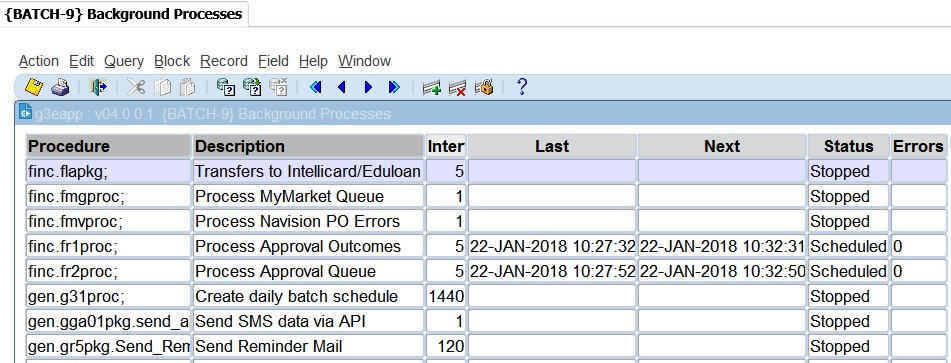 {BATCH-9} Background Processes
Action Edit Query Block Record Field Help Window
g3eapp : v04.0.0.1 {BATCH-9} Background Processes
Procedure Description Inter Last Next Status Errors
finc.flapkg; Transfers to Intellicard/Eduloan 5 Stopped
finc.fmgproc; Process MyMarket Queue 1 Stopped
finc.fmvproc; Process Navision PO Errors 1 Stopped
finc.fr1proc; Process Approval Outcomes 5 22-JAN-2018 10:27:32 22-JAN-2018 10:32:31 Scheduled 0
finc.fr2proc; Process Approval Queue 5 22-JAN-2018 10:27:52 22-JAN-2018 10:32:50 Scheduled 0
gen.g31proc; Create daily batch schedule 1440 Stopped
gen.gga01pkg.send_a Send SMS data via API 1 Stopped
gen.gr5pkg.Send_Rem Send Reminder Mail 120 Stopped